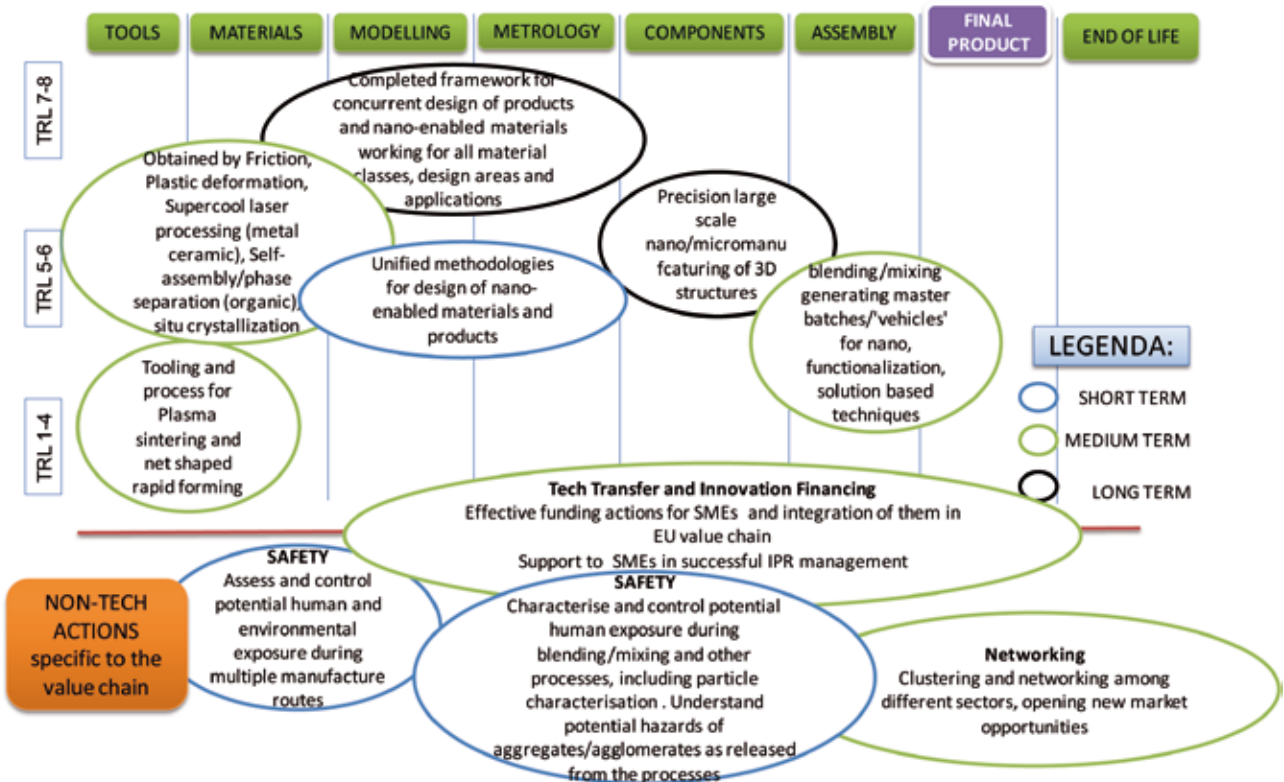 TOOLS
MATERIALS
MODELLING
METROLOGY
COMPONENTS
ASSEMBLY
FINAL
PRODUCT
END OF LIFE
TRL 7-8
TRL 5-6
TRL 1-4
Completed framework for
concurrent design of products
and nano-enabled materials
working for all material
classes, design areas and
applications
Obtained by Friction,
Plastic deformation,
Supercool laser
processing (metal
ceramic), Self-
assembly/phase
separation (organic),
situ crystallization
Unified methodologies
for design of nano-
enabled materials and
products
Precision large
scale
nano/micromanu
fcaturing of 3D
structures
blending/mixing
generating master
batches/'vehicles'
for nano,
functionalization,
solution based
techniques
Tooling and
process for
Plasma
sintering and
net shaped
rapid forming
LEGENDA:
SHORT TERM
MEDIUM TERM
LONG TERM
Tech Transfer and Innovation Financing
Effective funding actions for SMEs and integration of them in
EU value chain
Support to SMEs in successful IPR management
NON-TECH
ACTIONS
specific to the
value chain
SAFETY
Assess and control
potential human and
environmental
exposure during
multiple manufacture
routes
SAFETY
Characterise and control potential
human exposure during
blending/mixing and other
processes, including particle
characterisation . Understand
potential hazards of
aggregates/agglomerates as released
from the processes
Networking
Clustering and networking among
different sectors, opening new market
opportunities